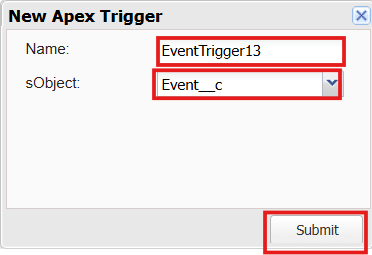 New Apex Trigger
Name: EventTrigger13
sObject: Event__c
Submit